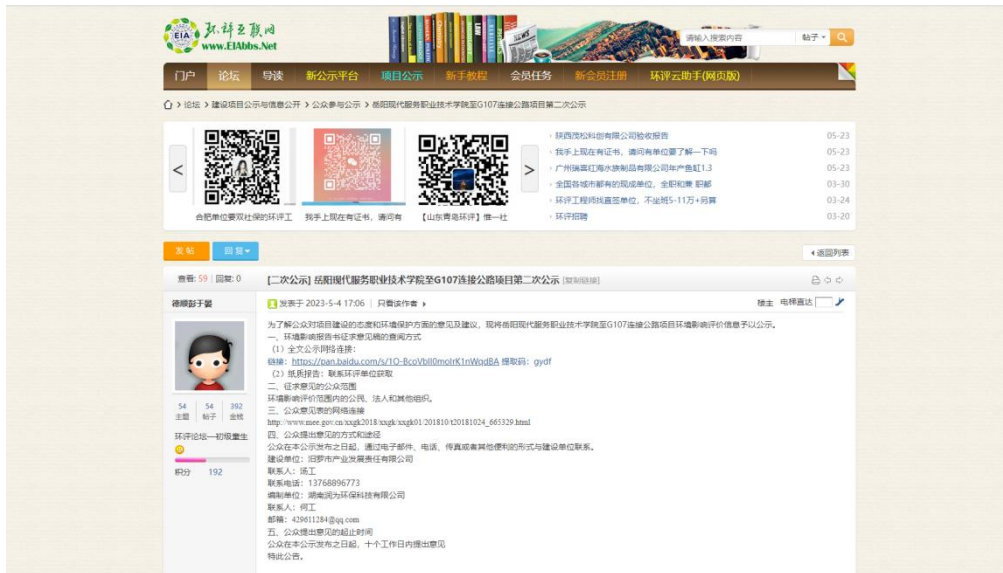 EIA
环评互联网
www.EIAbbs.Net
NEWS
LAW
请输入搜索内容
帖子
门户 论坛 导读 新公示平台 项目公示 新手教程 会员任务 新会员注册 环评云助手(网页版)
论坛 › 建设项目公示与信息公开 › 公众参与公示 › 岳阳现代服务职业技术学院至G107连接公路项目第二次公示
<
>
合肥单位要双社保的环评工
我手上现在有证书，请问有
【山东青岛环评】惟一社
陕西茂松科创有限公司验收报告 05-23
我手上现在有证书，请问有单位要了解一下吗 05-23
广州瑞嘉红海水族制品有限公司年产鱼缸1.3 05-23
全国各城市都有的现成单位，全职和兼职都 03-30
环评工程师找直签单位，不坐班5-11万+另算 03-24
环评招聘 03-20
发帖 回复
返回列表
查看: 59 | 回复: 0
[二次公示] 岳阳现代服务职业技术学院至G107连接公路项目第二次公示 [复制链接]
德顺彭于晏
发表于 2023-5-4 17:06 | 只看该作者
楼主 电梯直达
54 54 392
主题 帖子 金钱
环评论坛—初级童生
积分 192
为了解公众对项目建设的态度和环境保护方面的意见及建议，现将岳阳现代服务职业技术学院至G107连接公路项目环境影响评价信息予以公示。
一、环境影响报告书征求意见稿的查阅方式
（1）全文公示网络连接：
链接：https://pan.baidu.com/s/1O-BcoVbIl0molrK1nWqdBA 提取码：gydf
（2）纸质报告：联系环评单位获取
二、征求意见的公众范围
环境影响评价范围内的公民、法人和其他组织。
三、公众意见表的网络连接
http://www.mee.gov.cn/xxgk2018/xxgk/xxgk01/201810/t20181024_665329.html
四、公众提出意见的方式和途径
公众在本公示发布之日起，通过电子邮件、电话、传真或者其他便利的形式与建设单位联系。
建设单位：汨罗市产业发展责任有限公司
联系人：汤工
联系电话：13768896773
编制单位：湖南润为环保科技有限公司
联系人：何工
邮箱：429611284@qq.com
五、公众提出意见的起止时间
公众在本公示发布之日起，十个工作日内提出意见
特此公告。